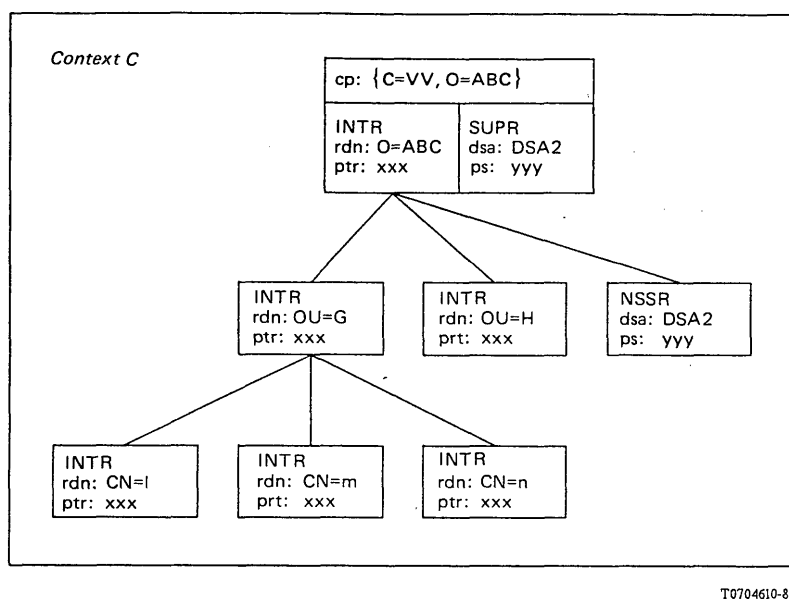 Context C
cp: {C=VV, O=ABC}
INTR
rdn: O=ABC
ptr: xxx
SUPR
dsa: DSA2
ps: yyy
INTR
rdn: OU=G
ptr: xxx
INTR
rdn: OU=H
prt: xxx
NSSR
dsa: DSA2
ps: yyy
INTR
rdn: CN=l
ptr: xxx
INTR
rdn: CN=m
prt: xxx
INTR
rdn: CN=n
ptr: xxx
T0704610-8